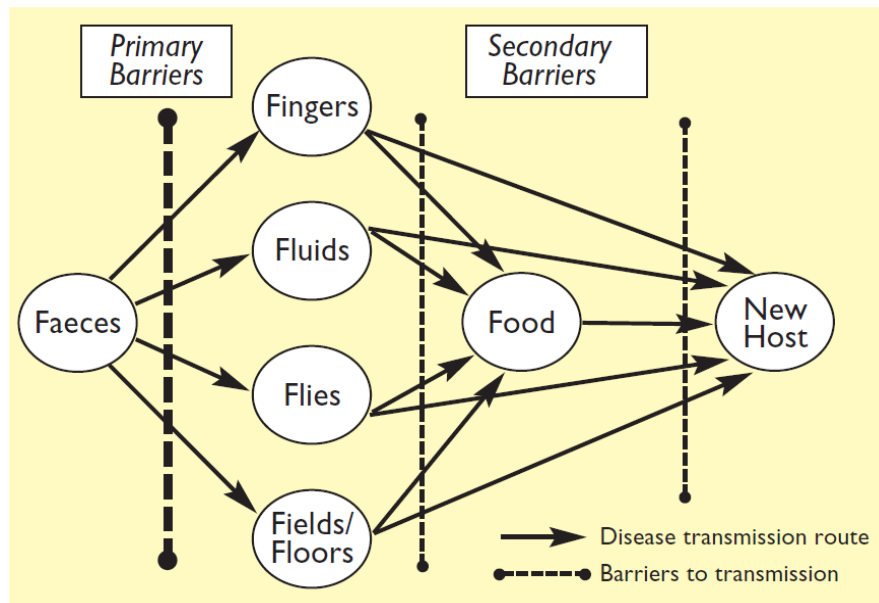 Primary
Barriers
Secondary
Barriers
Fingers
Fluids
Faeces
Food
New
Host
Flies
Fields/
Floors
Disease transmission route
Barriers to transmission